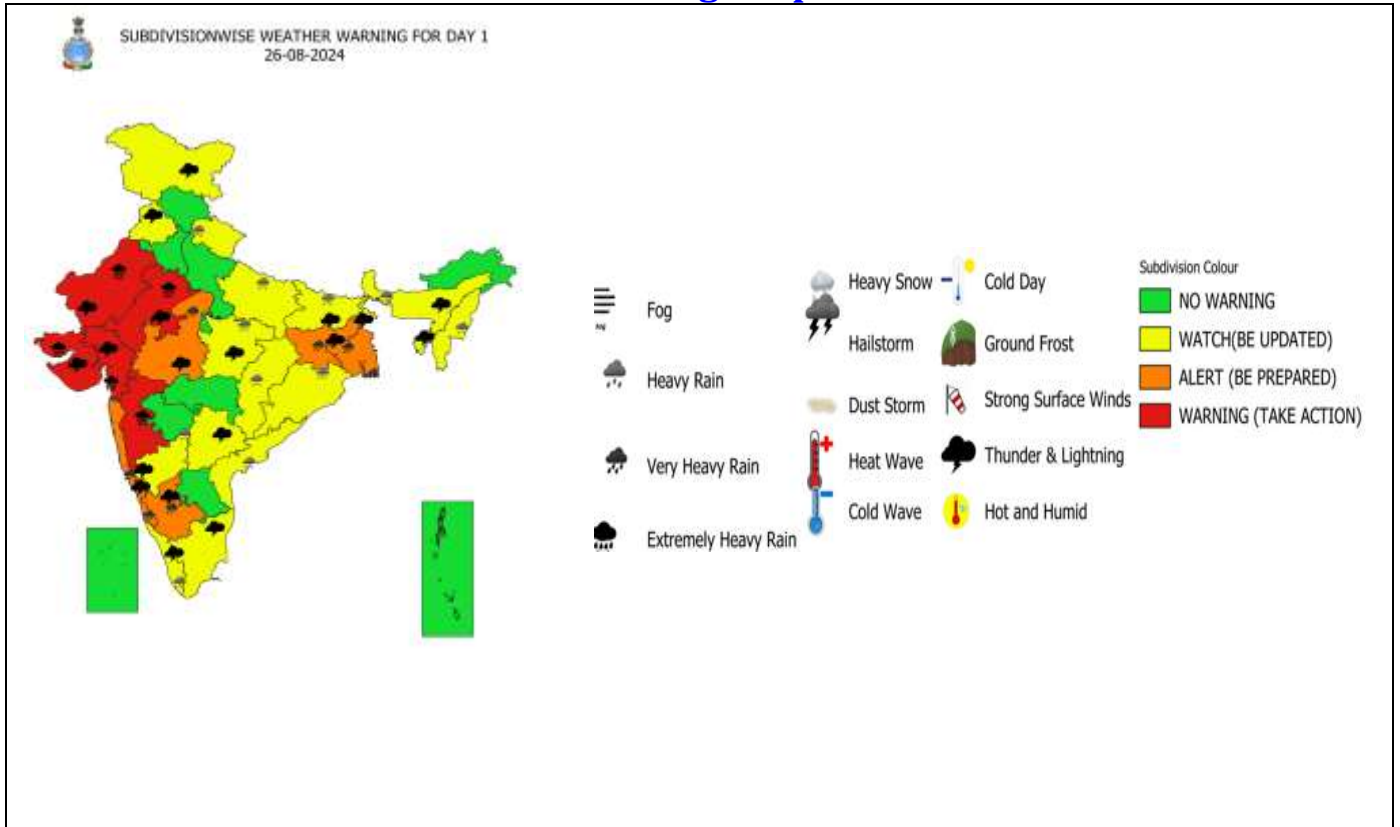 SUBDIVISIONWISE WEATHER WARNING FOR DAY 1
26-08-2024
Fog
Heavy Rain
Very Heavy Rain
Extremely Heavy Rain
Heavy Snow
Hailstorm
Dust Storm
Heat Wave
Cold Wave
Cold Day
Ground Frost
Strong Surface Winds
Thunder & Lightning
Hot and Humid
Subdivision Colour
NO WARNING
WATCH(BE UPDATED)
ALERT (BE PREPARED)
WARNING (TAKE ACTION)